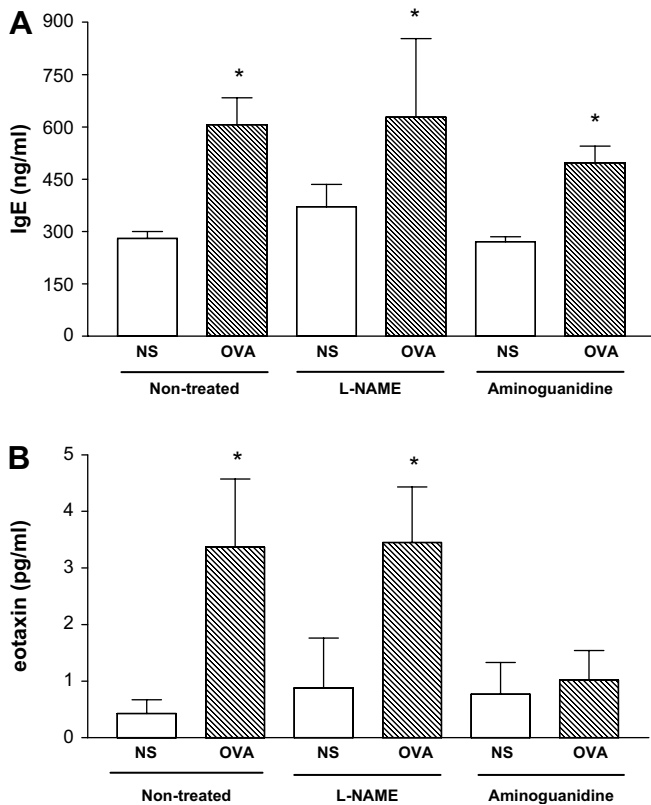 A
900
750
600
450
300
150
0
IgE (ng/ml)
* * *
NS OVA NS OVA NS OVA
Non-treated L-NAME Aminoguanidine
B
5
4
3
2
1
0
eotaxin (pg/ml)
* *
NS OVA NS OVA NS OVA
Non-treated L-NAME Aminoguanidine